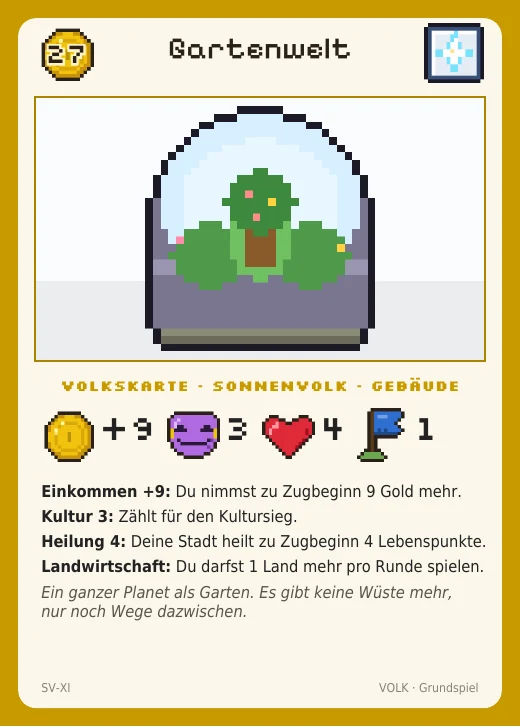 27
Gartenwelt
VOLKSKARTE - SONNENVOLK - GEBÄUDE
+9 3 4 1
Einkommen +9: Du nimmst zu Zugbeginn 9 Gold mehr.
Kultur 3: Zählt für den Kultursieg.
Heilung 4: Deine Stadt heilt zu Zugbeginn 4 Lebenspunkte.
Landwirtschaft: Du darfst 1 Land mehr pro Runde spielen.
Ein ganzer Planet als Garten. Es gibt keine Wüste mehr,
nur noch Wege dazwischen.
SV-XI
VOLK · Grundspiel